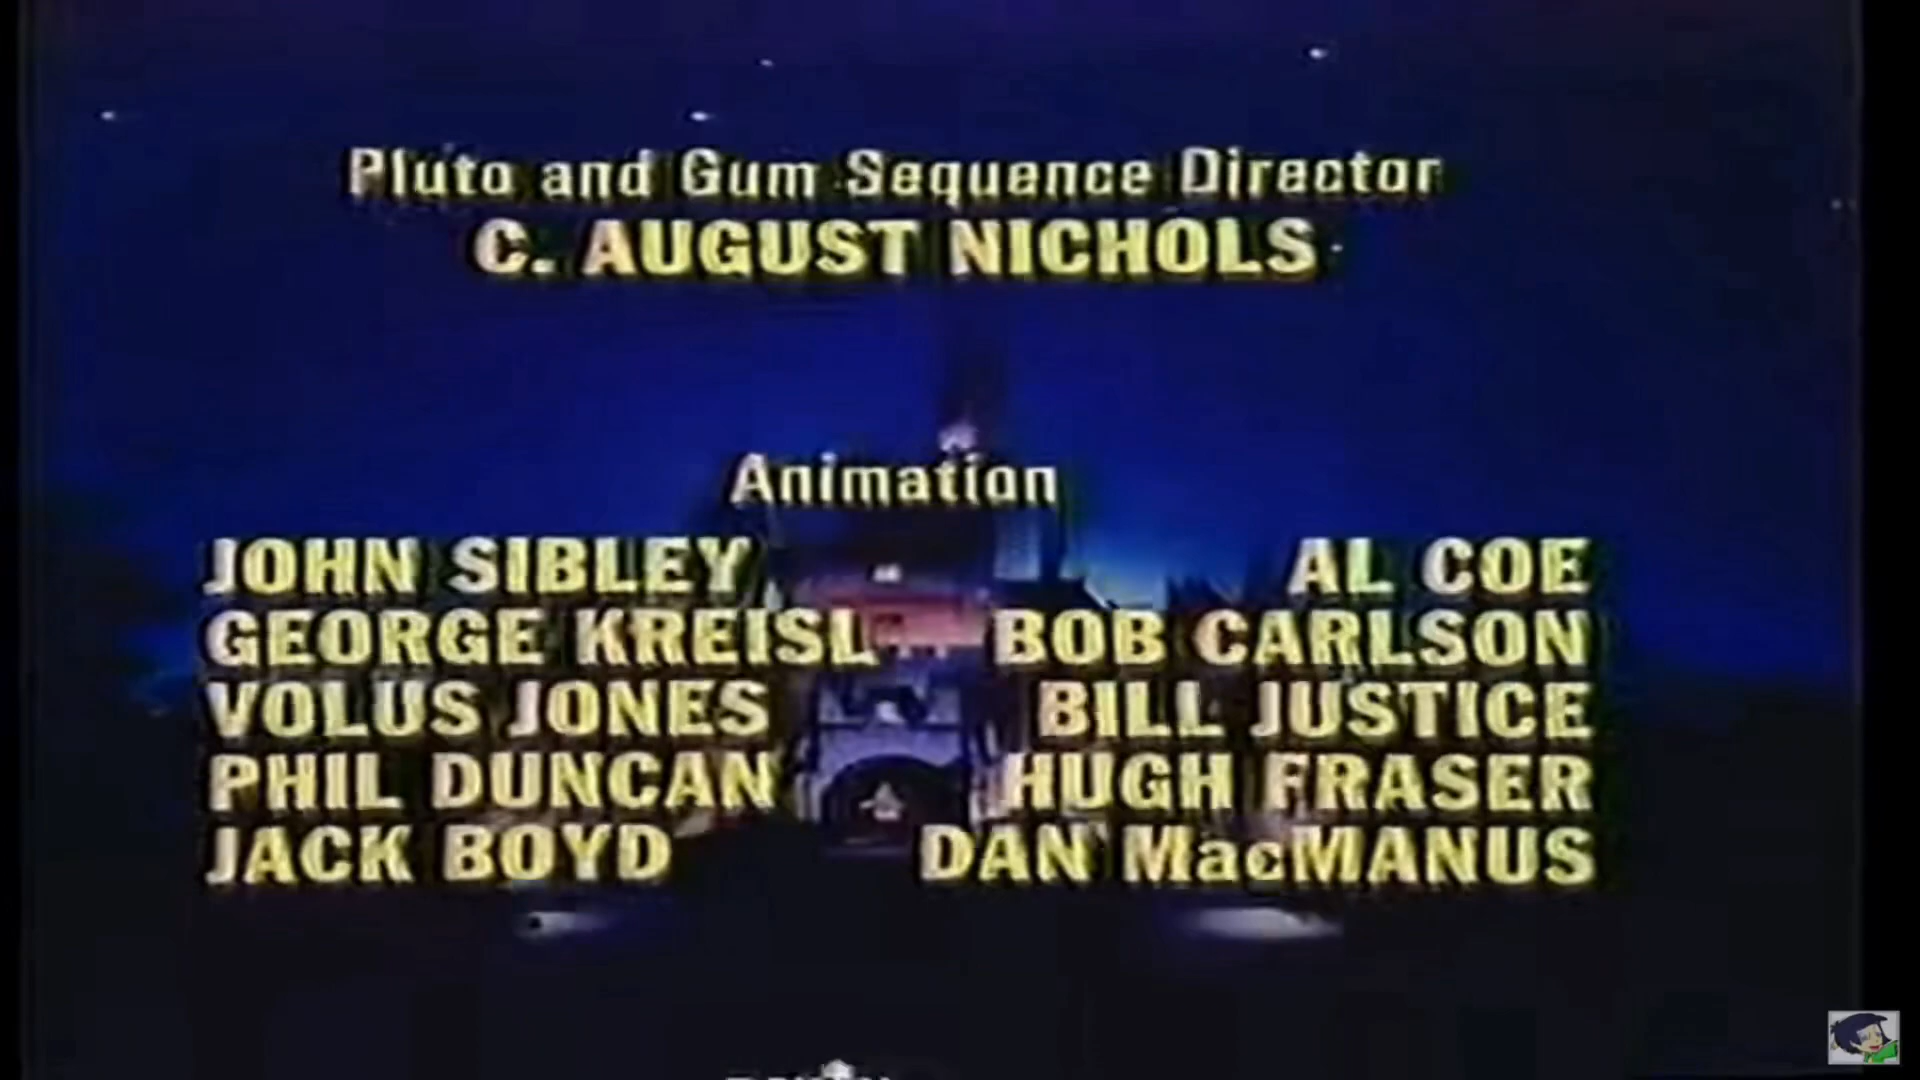 Pluto and Gum Sequence Director
C. AUGUST NICHOLS
Animation
JOHN SIBLEY AL COE
GEORGE KREISL BOB CARLSON
VOLUS JONES BILL JUSTICE
PHIL DUNCAN HUGH FRASER
JACK BOYD DAN MacMANUS